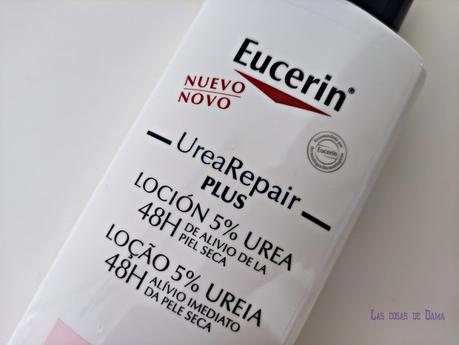 Eucerin®
NUEVO
NOVO
Eucerin
UreaRepair
PLUS
LOCIÓN 5% UREA
48H DE ALIVIO DE LA
PIEL SECA
LOÇÃO 5% UREIA
48H ALÍVIO IMEDIATO
DA PELE SECA
LAS COSAS DE DAMA